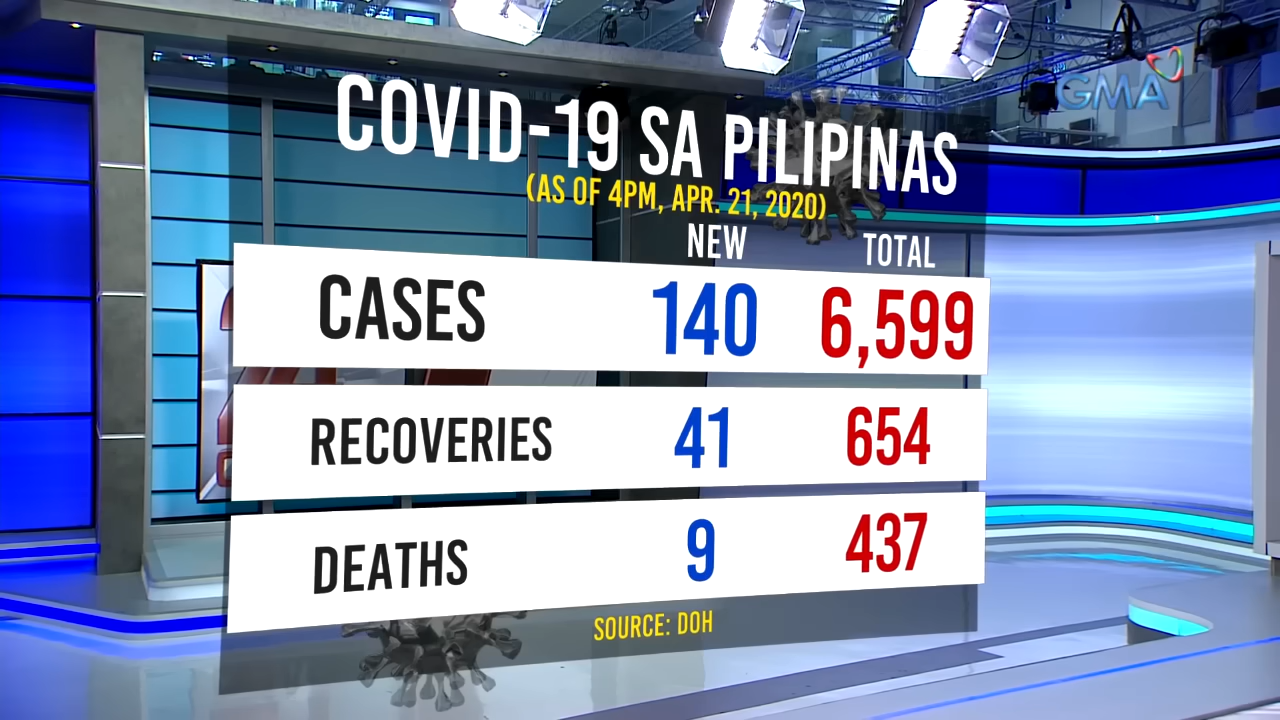 GMA
COVID-19 SA PILIPINAS
(AS OF 4PM, APR. 21, 2020)
NEW TOTAL
CASES 140 6,599
RECOVERIES 41 654
DEATHS 9 437
SOURCE: DOH